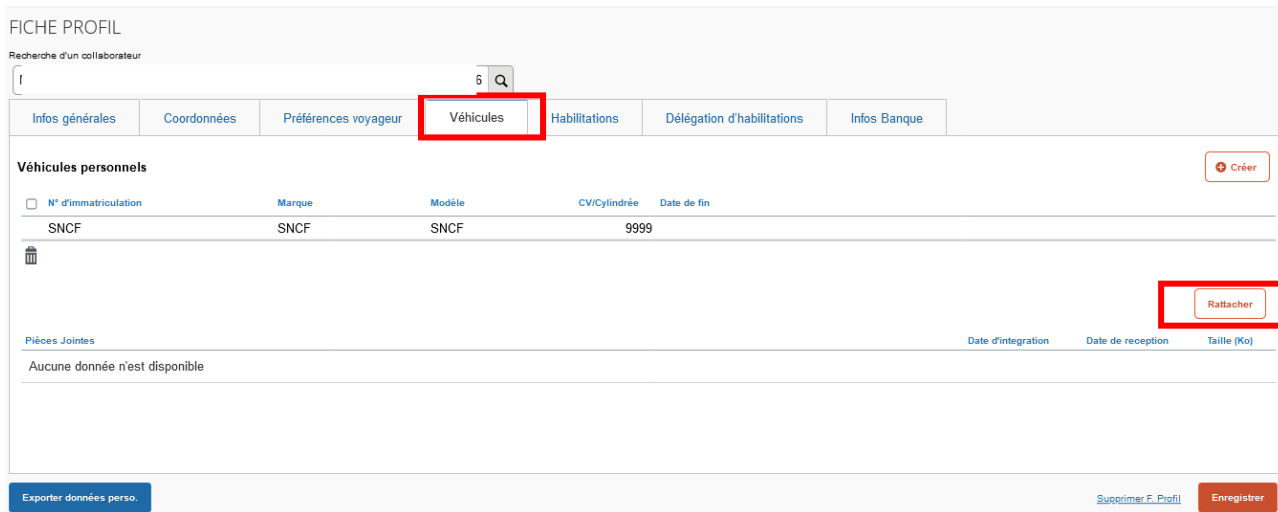 FICHE PROFIL
Recherche d'un collaborateur
6
Infos générales Coordonnées Préférences voyageur Véhicules Habilitations Délégation d'habilitations Infos Banque
Véhicules personnels Créer
N° d'immatriculation Marque Modèle CV/Cylindrée Date de fin
SNCF SNCF SNCF 9999
Rattacher
Pièces Jointes Date d'integration Date de reception Taille (Ko)
Aucune donnée n'est disponible
Exporter données perso. Supprimer F. Profil Enregistrer